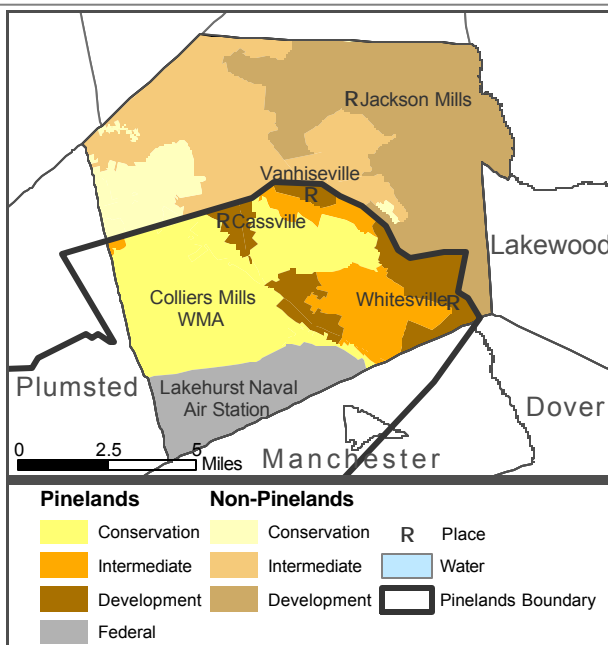 R Jackson Mills
Vanhiseville
R
R Cassville
Lakewood
Colliers Mills
WMA
Whitesville
R
Plumsted
Lakehurst Naval
Air Station
Dover
0 2.5 5
Miles
Manchester
Pinelands Non-Pinelands
Conservation Conservation R Place
Intermediate Intermediate Water
Development Development Pinelands Boundary
Federal